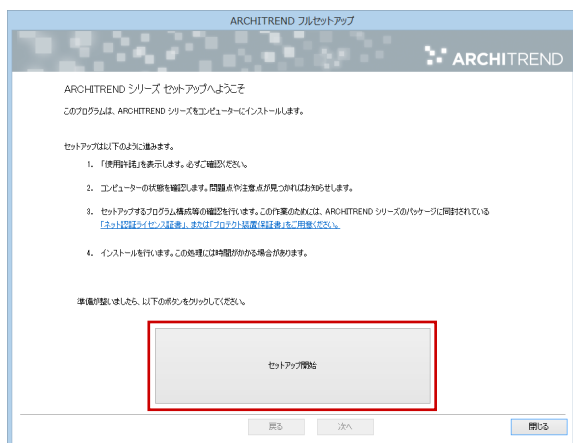 ARCHITREND フルセットアップ
ARCHITREND
ARCHITREND シリーズ セットアップへようこそ
このプログラムは、ARCHITREND シリーズをコンピューターにインストールします。
セットアップは以下のように進みます。
1. 「使用許諾」を表示します。必ずご確認ください。
2. コンピューターの状態を確認します。問題点や注意点が見つかればお知らせします。
3. セットアップするプログラム構成等の確認を行います。この作業のためには、ARCHITREND シリーズのパッケージに同封されている
「ネット認証ライセンス証書」、または「プロテクト装置保証書」をご用意ください。
4. インストールを行います。この処理には時間がかかる場合があります。
準備が整いましたら、以下のボタンをクリックしてください。
セットアップ開始
戻る 次へ 閉じる